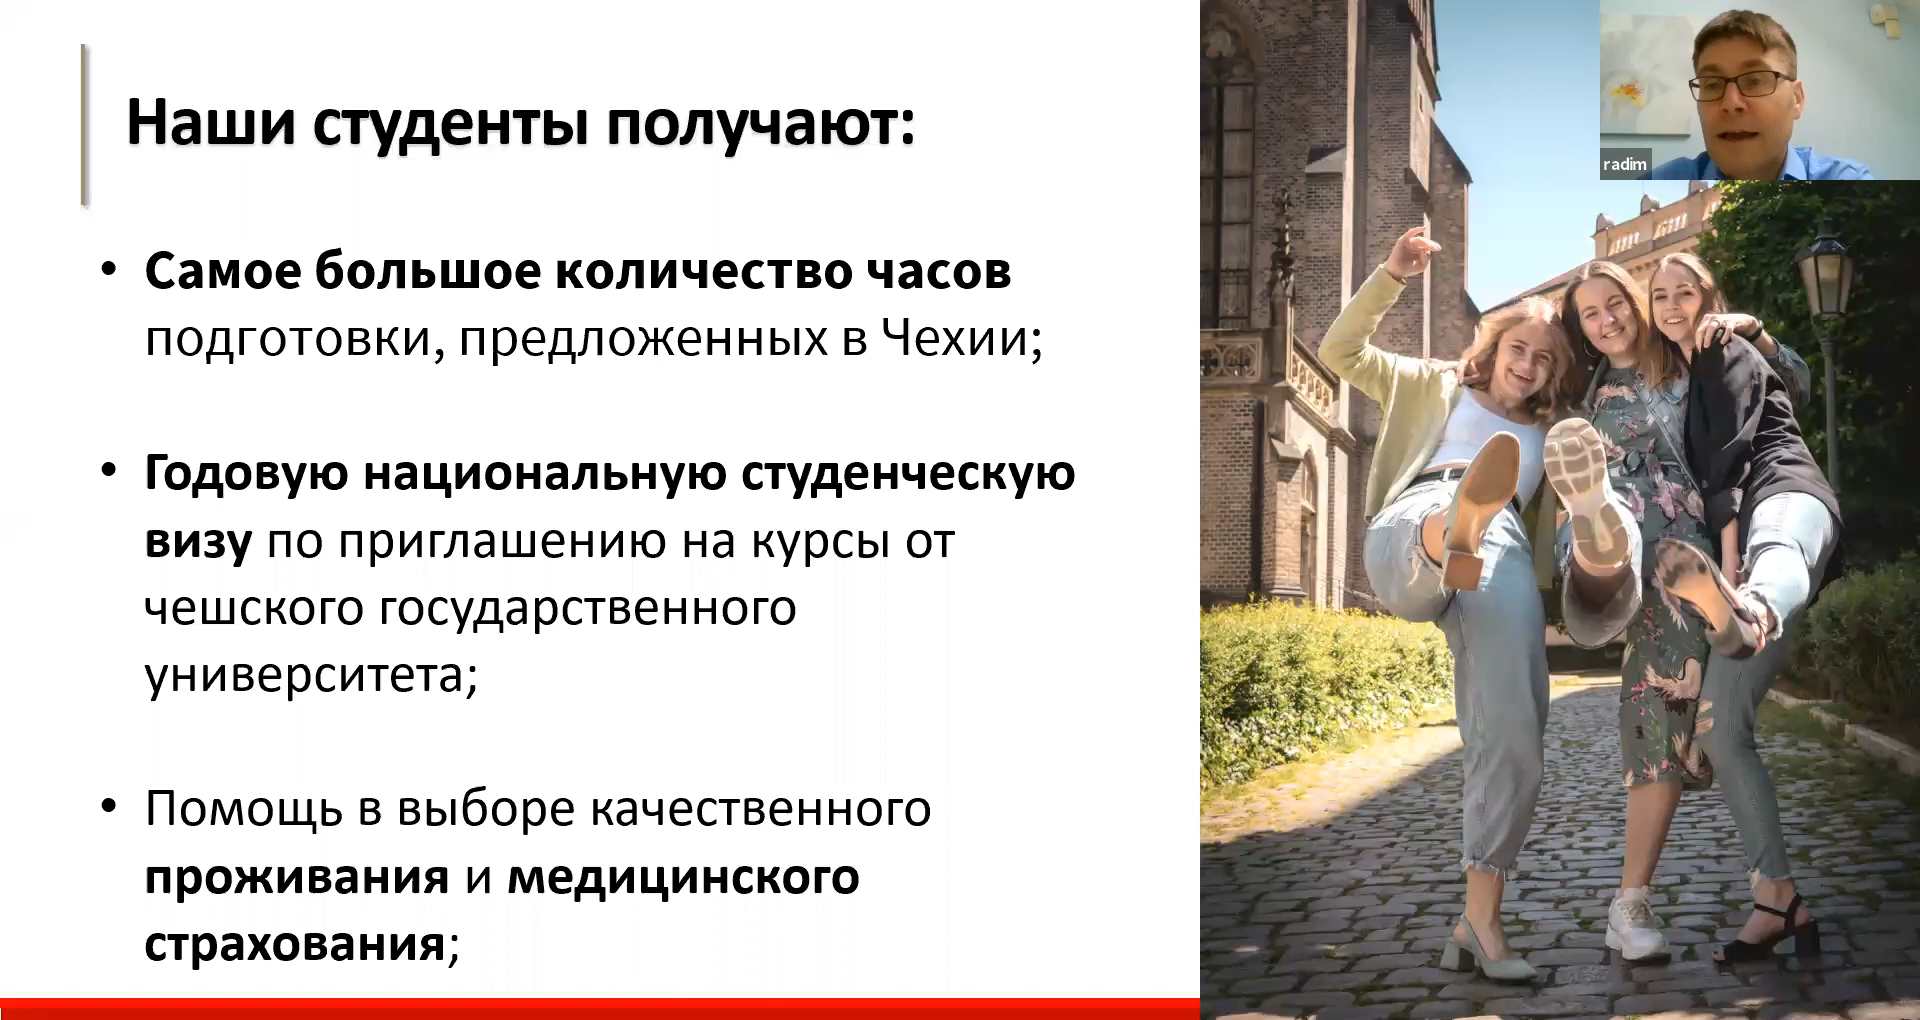 Наши студенты получают:
• Самое большое количество часов
подготовки, предложенных в Чехии;
• Годовую национальную студенческую
визу по приглашению на курсы от
чешского государственного
университета;
• Помощь в выборе качественного
проживания и медицинского
страхования;
radim